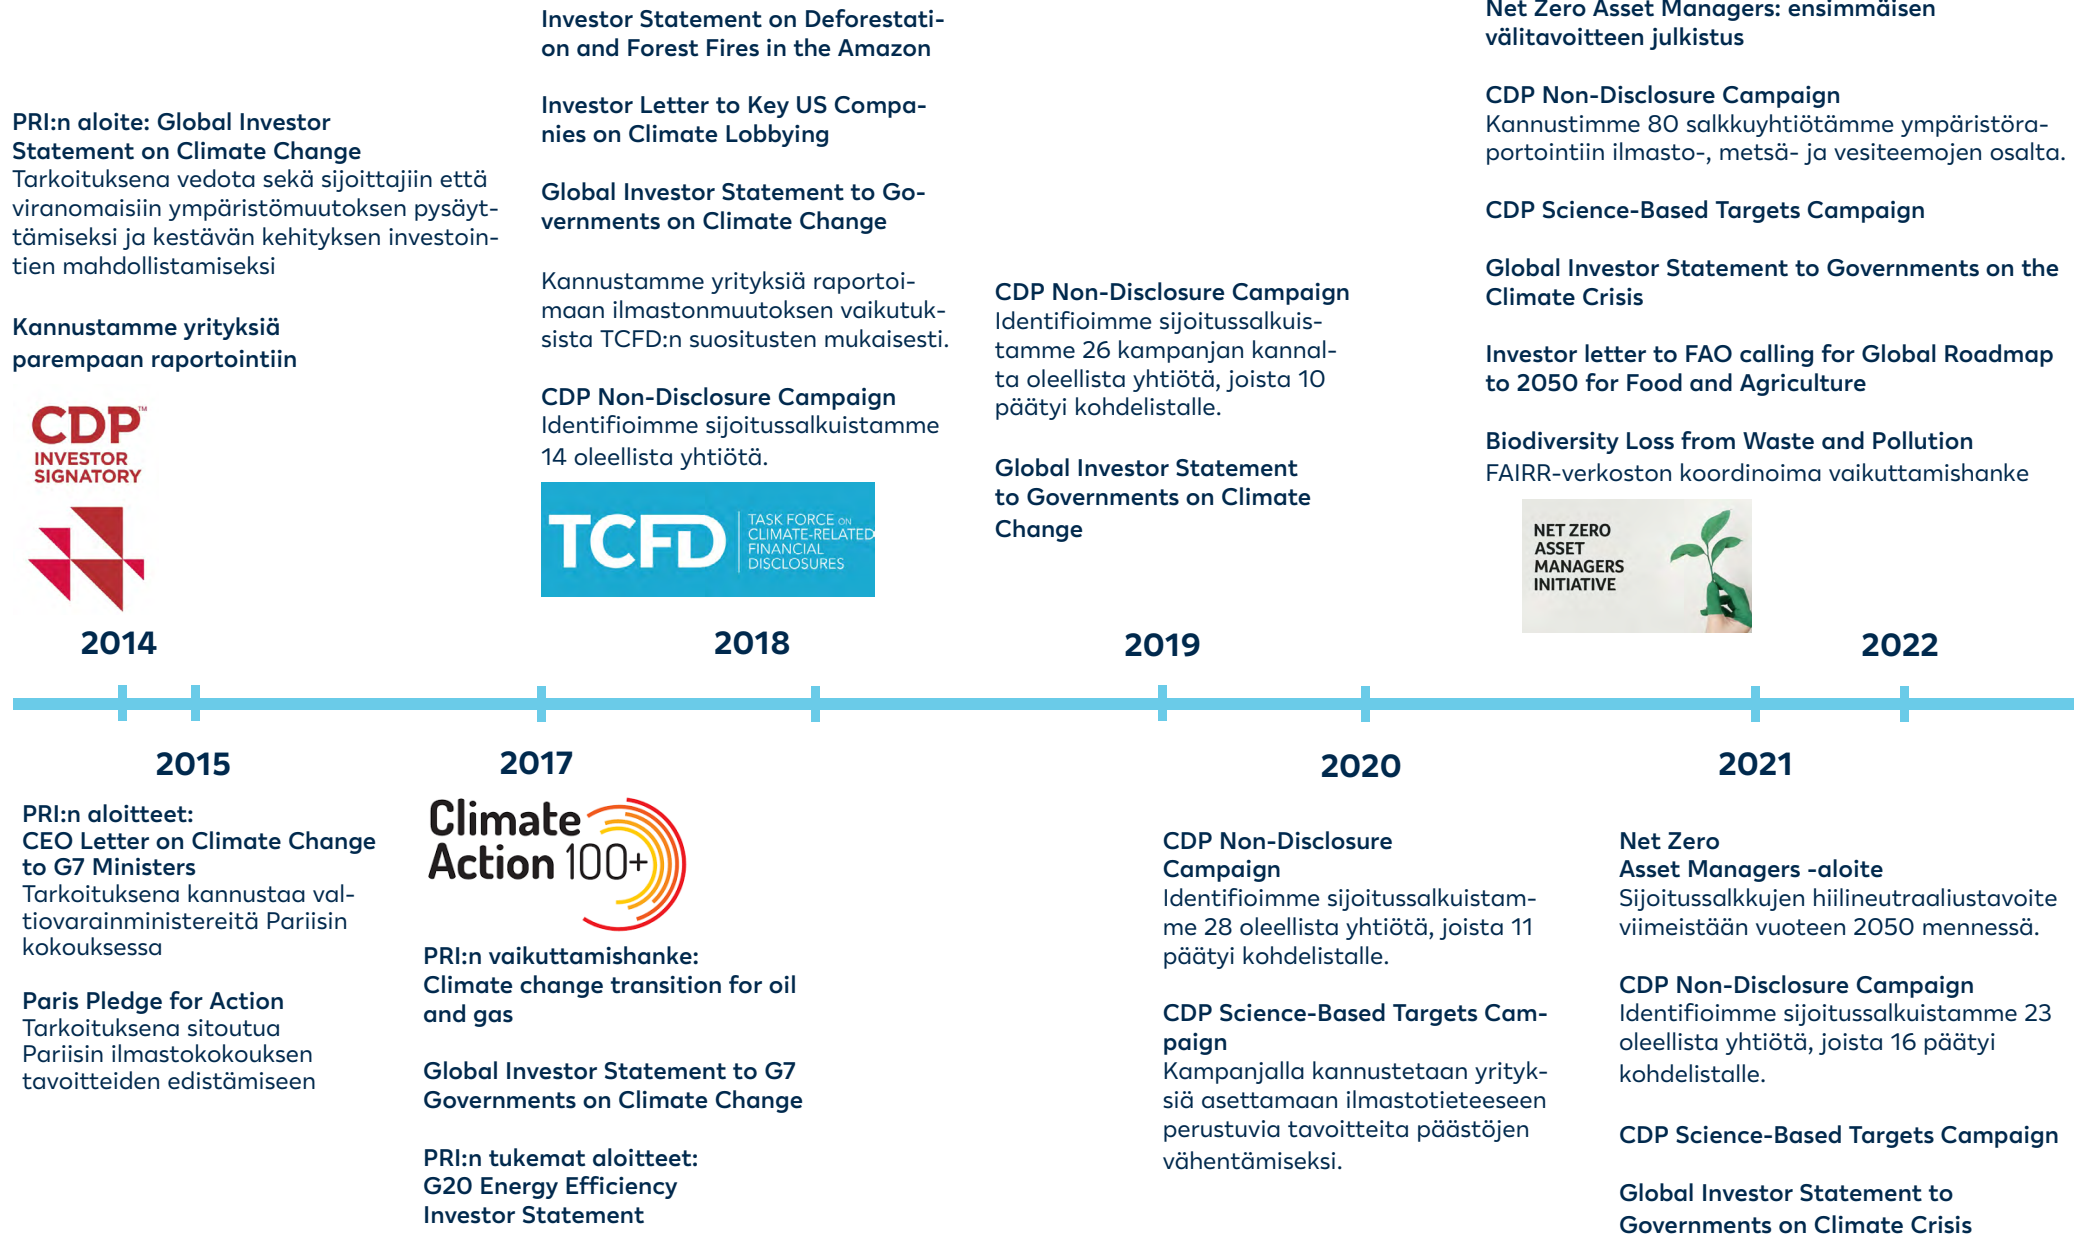 PRI:n aloite: Global Investor
Statement on Climate Change
Tarkoituksena vedota sekä sijoittajiin että
viranomaisiin ympäristömuutoksen pysäyt-
tämiseksi ja kestävän kehityksen investoin-
tien mahdollistamiseksi
Kannustamme yrityksiä
parempaan raportointiin
CDP™
INVESTOR
SIGNATORY
2014
2015
PRI:n aloitteet:
CEO Letter on Climate Change
to G7 Ministers
Tarkoituksena kannustaa val-
tiovarainministereitä Pariisin
kokouksessa
Paris Pledge for Action
Tarkoituksena sitoutua
Pariisin ilmastokokouksen
tavoitteiden edistämiseen
2017
Climate
Action 100+
PRI:n vaikuttamishanke:
Climate change transition for oil
and gas
Global Investor Statement to G7
Governments on Climate Change
PRI:n tukemat aloitteet:
G20 Energy Efficiency
Investor Statement
Investor Statement on Deforestati-
on and Forest Fires in the Amazon
Investor Letter to Key US Compa-
nies on Climate Lobbying
Global Investor Statement to Go-
vernments on Climate Change
Kannustamme yrityksiä raportoi-
maan ilmastonmuutoksen vaikutuk-
sista TCFD:n suositusten mukaisesti.
CDP Non-Disclosure Campaign
Identifioimme sijoitussalkuistamme
14 oleellista yhtiötä.
TCFD
TASK FORCE ON
CLIMATE-RELATED
FINANCIAL
DISCLOSURES
2018
CDP Non-Disclosure Campaign
Identifioimme sijoitussalkuis-
tamme 26 kampanjan kannal-
ta oleellista yhtiötä, joista 10
päätyi kohdelistalle.
Global Investor Statement
to Governments on Climate
Change
2019
2020
CDP Non-Disclosure
Campaign
Identifioimme sijoitussalkuistam-
me 28 oleellista yhtiötä, joista 11
päätyi kohdelistalle.
CDP Science-Based Targets Cam-
paign
Kampanjalla kannustetaan yrityk-
siä asettamaan ilmastotieteeseen
perustuvia tavoitteita päästöjen
vähentämiseksi.
2021
Net Zero
Asset Managers -aloite
Sijoitussalkkujen hiilineutraaliustavoite
viimeistään vuoteen 2050 mennessä.
CDP Non-Disclosure Campaign
Identifioimme sijoitussalkuistamme 23
oleellista yhtiötä, joista 16 päätyi
kohdelistalle.
CDP Science-Based Targets Campaign
Global Investor Statement to
Governments on Climate Crisis
Net Zero Asset Managers: ensimmäisen
välitavoitteen julkistus
CDP Non-Disclosure Campaign
Kannustimme 80 salkkuyhtiötämme ympäristöra-
portointiin ilmasto-, metsä- ja vesiteemojen osalta.
CDP Science-Based Targets Campaign
Global Investor Statement to Governments on the
Climate Crisis
Investor letter to FAO calling for Global Roadmap
to 2050 for Food and Agriculture
Biodiversity Loss from Waste and Pollution
FAIRR-verkoston koordinoima vaikuttamishanke
NET ZERO
ASSET
MANAGERS
INITIATIVE
2022